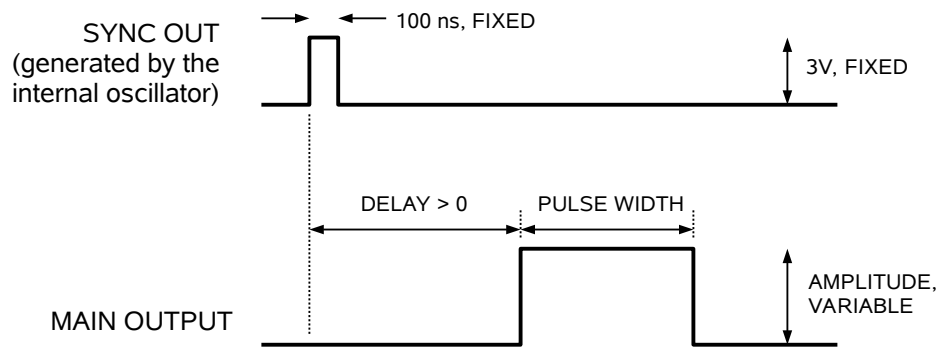 100 ns, FIXED
SYNC OUT
(generated by the
internal oscillator)
3V, FIXED
DELAY > 0
PULSE WIDTH
AMPLITUDE,
VARIABLE
MAIN OUTPUT